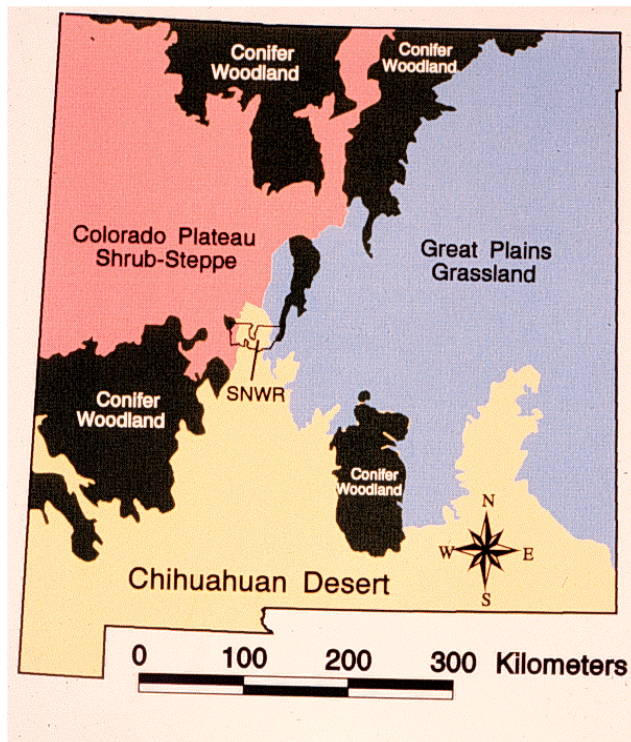 Conifer
Woodland
Conifer
Woodland
Colorado Plateau
Shrub-Steppe
Great Plains
Grassland
SNWR
Conifer
Woodland
Conifer
Woodland
N
W
E
S
Chihuahuan Desert
0 100 200 300 Kilometers